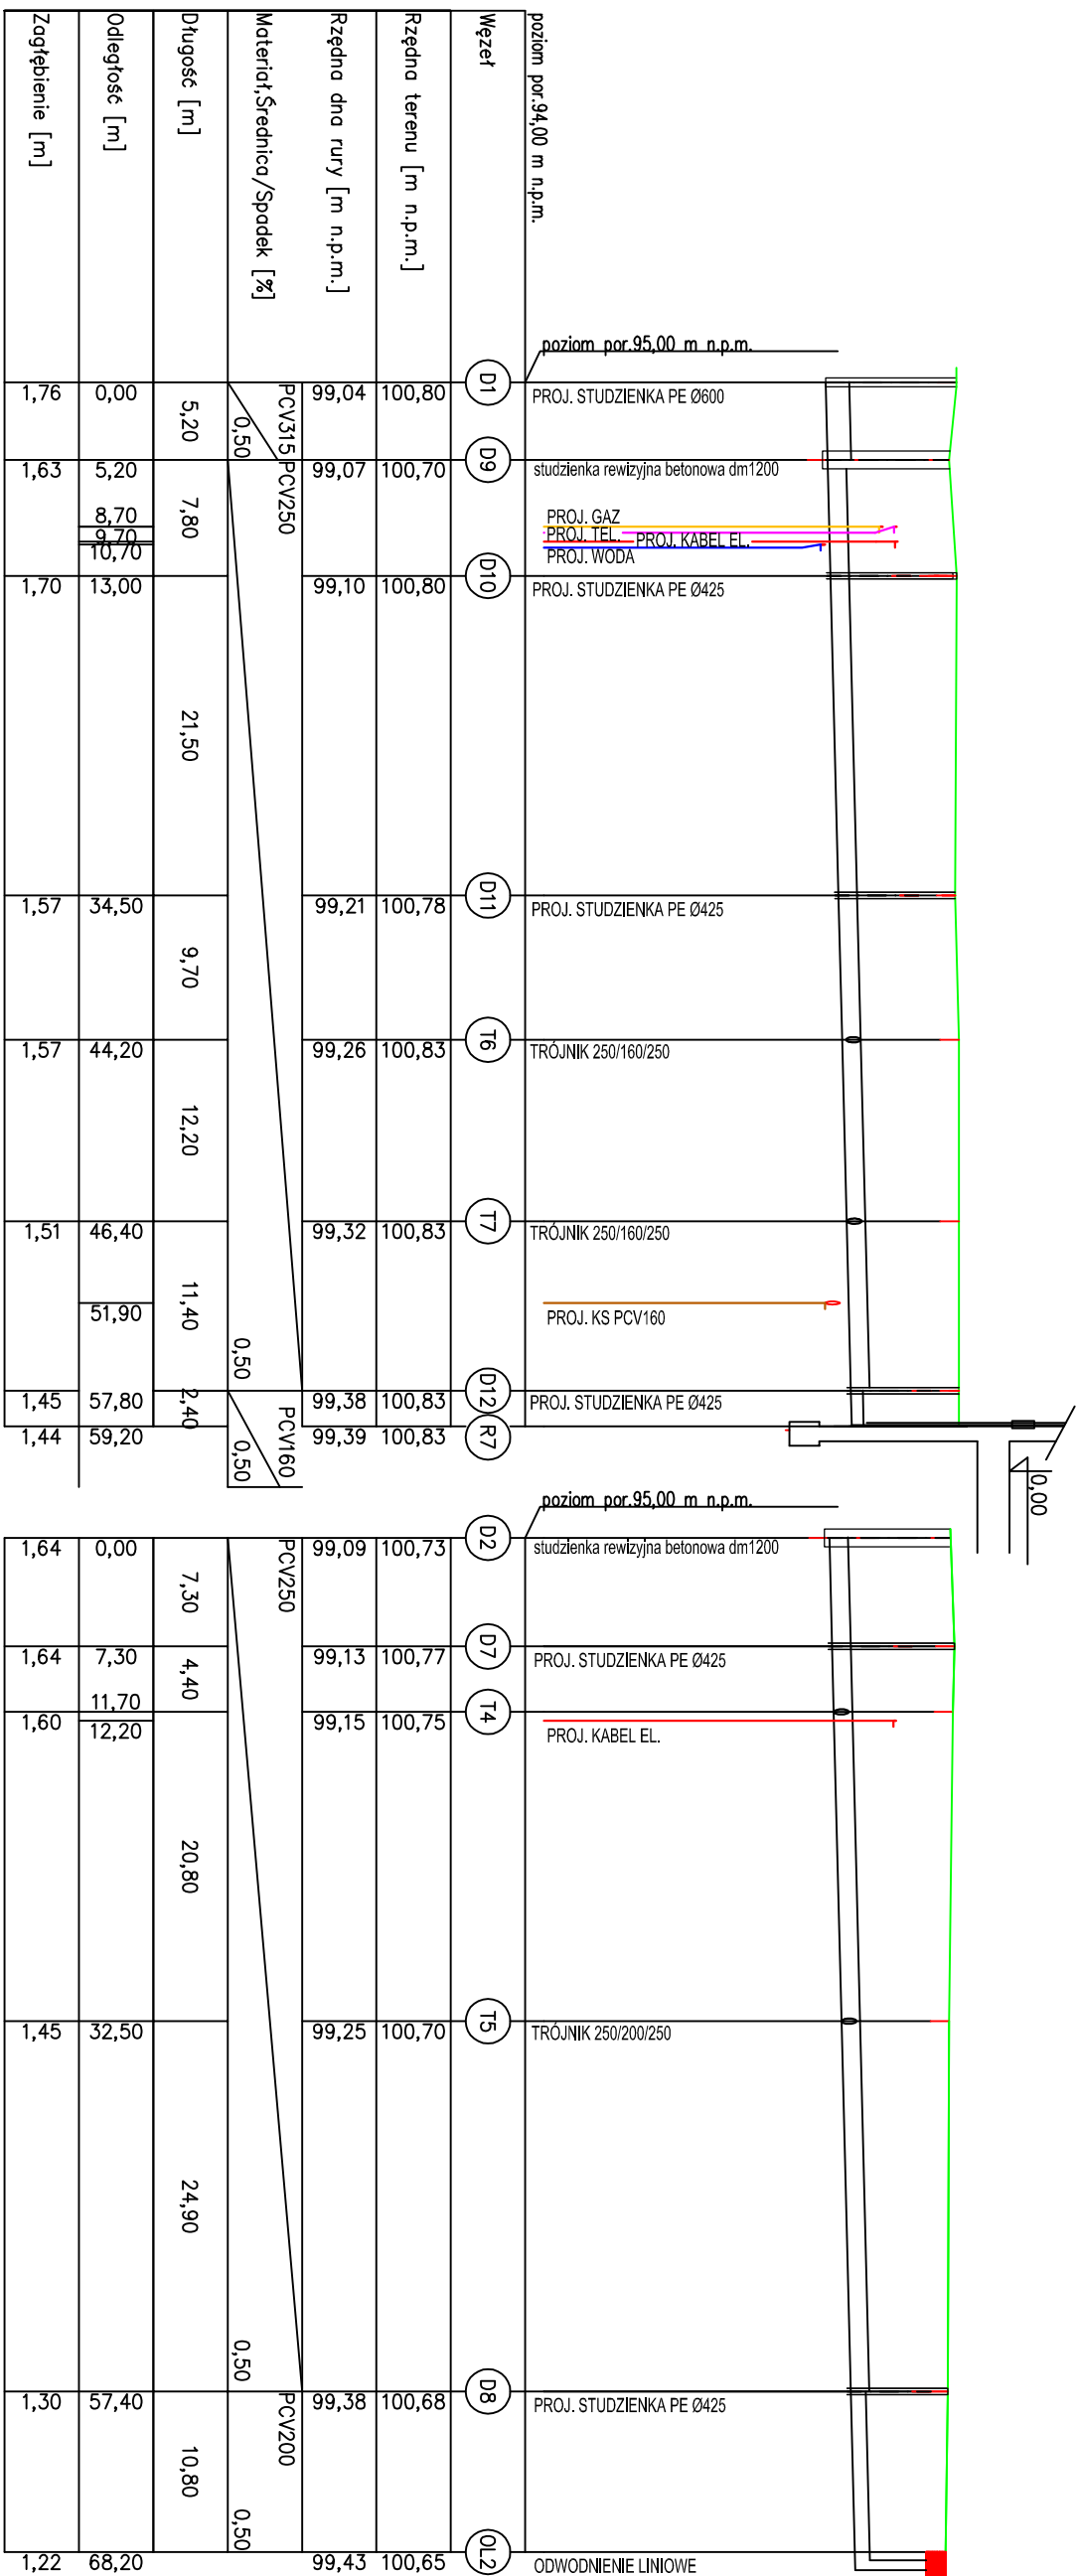 poziom por.94,00 m n.p.m.
Węzeł
Rzędna terenu [m n.p.m.]
Rzędna dna rury [m n.p.m.]
Materiał,Średnica/Spadek [%]
Długość [m]
Odległość [m]
Zagłębienie [m]
poziom por.95,00 m n.p.m.
D1
PROJ. STUDZIENKA PE Ø600
100,80
99,04
0,00
1,76
PCV315
0,50
5,20
D9
studzienka rewizyjna betonowa dm1200
100,70
99,07
5,20
1,63
PCV250
7,80
PROJ. GAZ
PROJ. TEL.
PROJ. KABEL EL.
PROJ. WODA
8,70
9,70
10,70
D10
PROJ. STUDZIENKA PE Ø425
100,80
99,10
13,00
1,70
21,50
D11
PROJ. STUDZIENKA PE Ø425
100,78
99,21
34,50
1,57
9,70
T6
TRÓJNIK 250/160/250
100,83
99,26
44,20
1,57
12,20
T7
TRÓJNIK 250/160/250
100,83
99,32
46,40
1,51
11,40
PROJ. KS PCV160
51,90
0,50
D12
PROJ. STUDZIENKA PE Ø425
100,83
99,38
57,80
1,45
2,40
PCV160
0,50
R7
100,83
99,39
59,20
1,44
0,00
poziom por.95,00 m n.p.m.
D2
studzienka rewizyjna betonowa dm1200
100,73
99,09
0,00
1,64
PCV250
7,30
D7
PROJ. STUDZIENKA PE Ø425
100,77
99,13
7,30
1,64
4,40
T4
100,75
99,15
11,70
1,60
PROJ. KABEL EL.
12,20
20,80
T5
TRÓJNIK 250/200/250
100,70
99,25
32,50
1,45
24,90
0,50
D8
PROJ. STUDZIENKA PE Ø425
100,68
99,38
57,40
1,30
PCV200
10,80
0,50
OL2
ODWODNIENIE LINIOWE
100,65
99,43
68,20
1,22